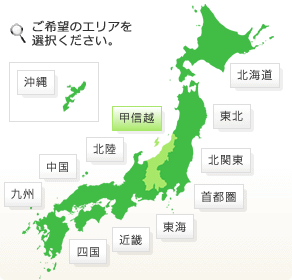 ご希望のエリアを
選択ください。
沖縄
北海道
甲信越
東北
北陸
北関東
中国
九州
首都圏
東海
近畿
四国